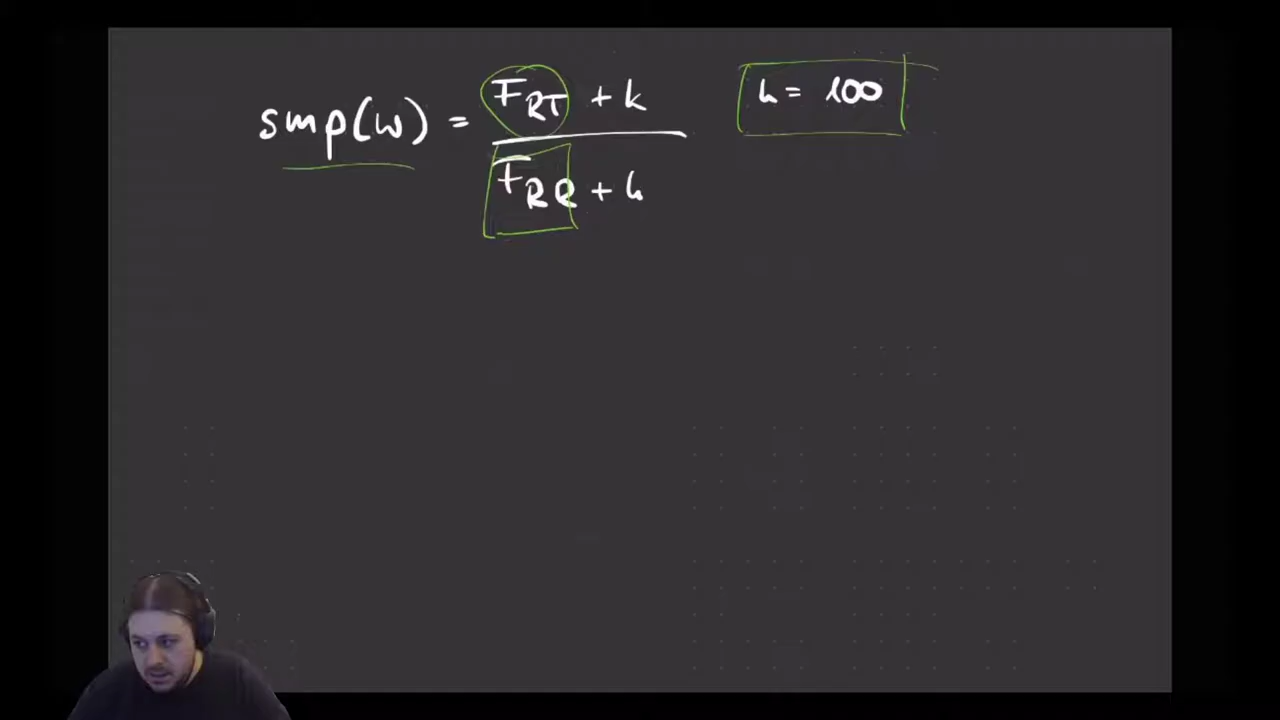 smp(w) = (F_RT + k) / (F_RR + k)
k = 100